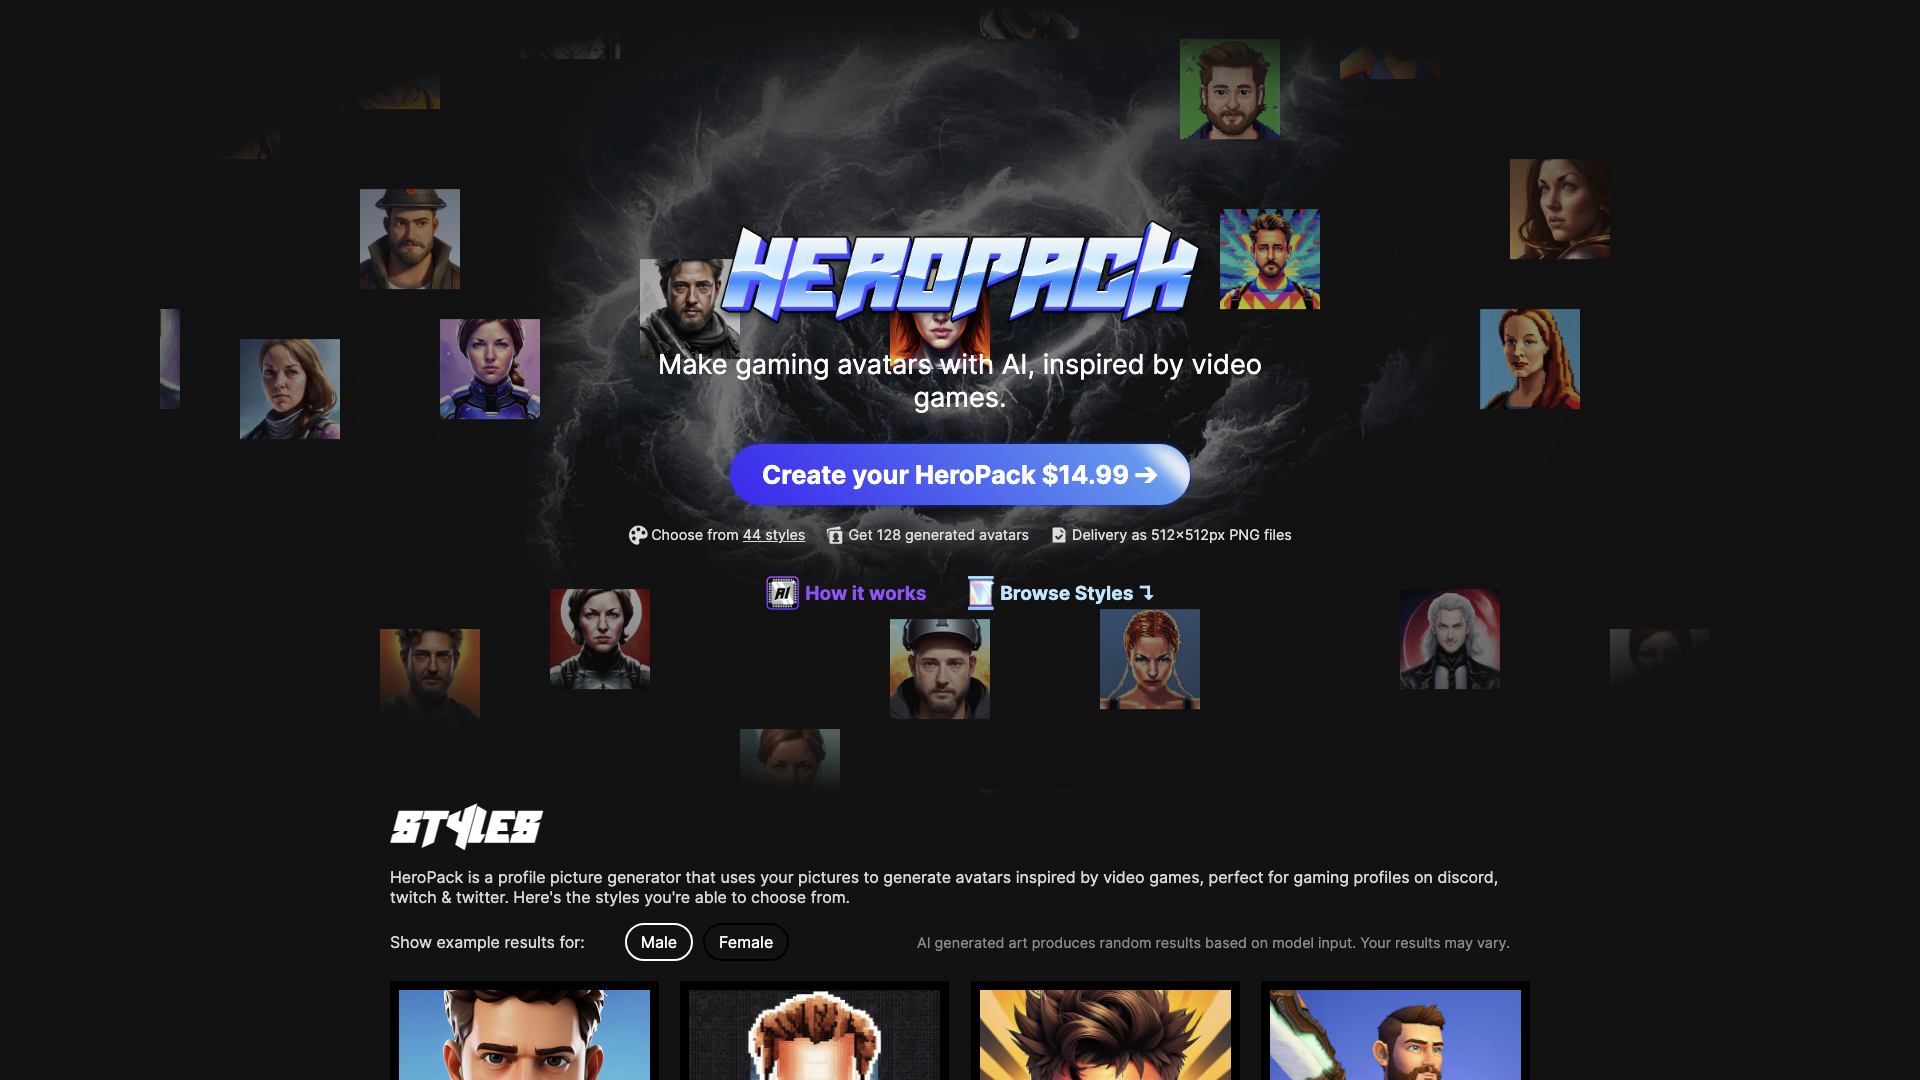 HEROPACK
Make gaming avatars with AI, inspired by video
games.
Create your HeroPack $14.99 →
Choose from 44 styles Get 128 generated avatars Delivery as 512×512px PNG files
AI How it works Browse Styles ↴
STYLES
HeroPack is a profile picture generator that uses your pictures to generate avatars inspired by video games, perfect for gaming profiles on discord,
twitch & twitter. Here's the styles you're able to choose from.
Show example results for: Male Female AI generated art produces random results based on model input. Your results may vary.